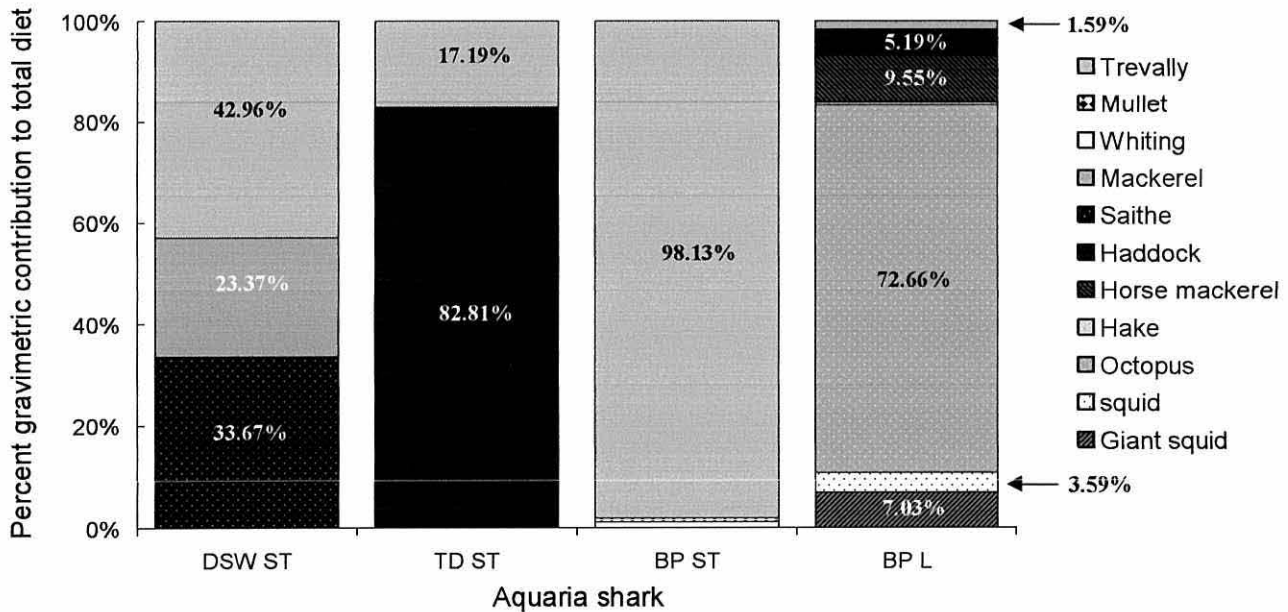 Percent gravimetric contribution to total diet
100%
80%
60%
40%
20%
0%
42.96%
23.37%
33.67%
17.19%
82.81%
98.13%
5.19%
9.55%
72.66%
7.03%
1.59%
3.59%
Trevally
Mullet
Whiting
Mackerel
Saithe
Haddock
Horse mackerel
Hake
Octopus
squid
Giant squid
DSW ST
TD ST
BP ST
BP L
Aquaria shark